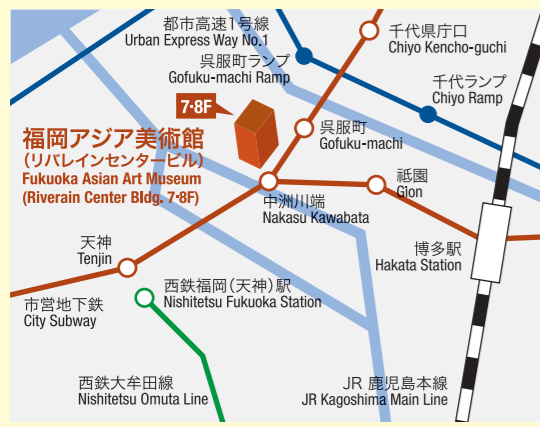 都市高速1号線
Urban Express Way No.1
千代県庁口
Chiyo Kencho-guchi
呉服町ランプ
Gofuku-machi Ramp
千代ランプ
Chiyo Ramp
7·8F
呉服町
Gofuku-machi
福岡アジア美術館
(リバレインセンタービル)
Fukuoka Asian Art Museum
(Riverain Center Bldg. 7·8F)
祇園
Gion
中洲川端
Nakasu Kawabata
天神
Tenjin
博多駅
Hakata Station
市営地下鉄
City Subway
西鉄福岡(天神)駅
Nishitetsu Fukuoka Station
西鉄大牟田線
Nishitetsu Omuta Line
JR 鹿児島本線
JR Kagoshima Main Line